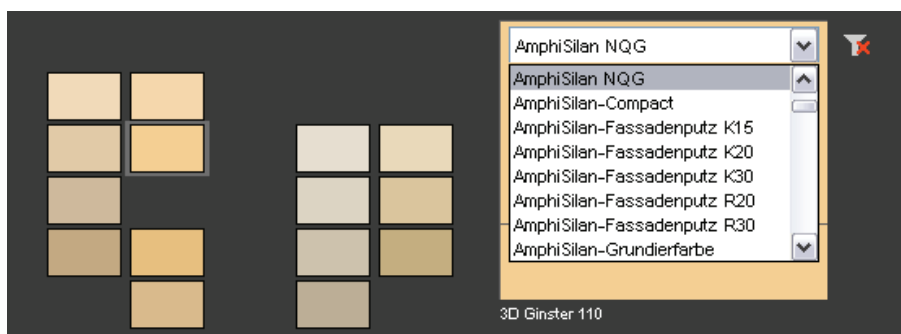 AmphiSilan NQG
AmphiSilan NQG
AmphiSilan-Compact
AmphiSilan-Fassadenputz K15
AmphiSilan-Fassadenputz K20
AmphiSilan-Fassadenputz K30
AmphiSilan-Fassadenputz R20
AmphiSilan-Fassadenputz R30
AmphiSilan-Grundierfarbe
3D Ginster 110